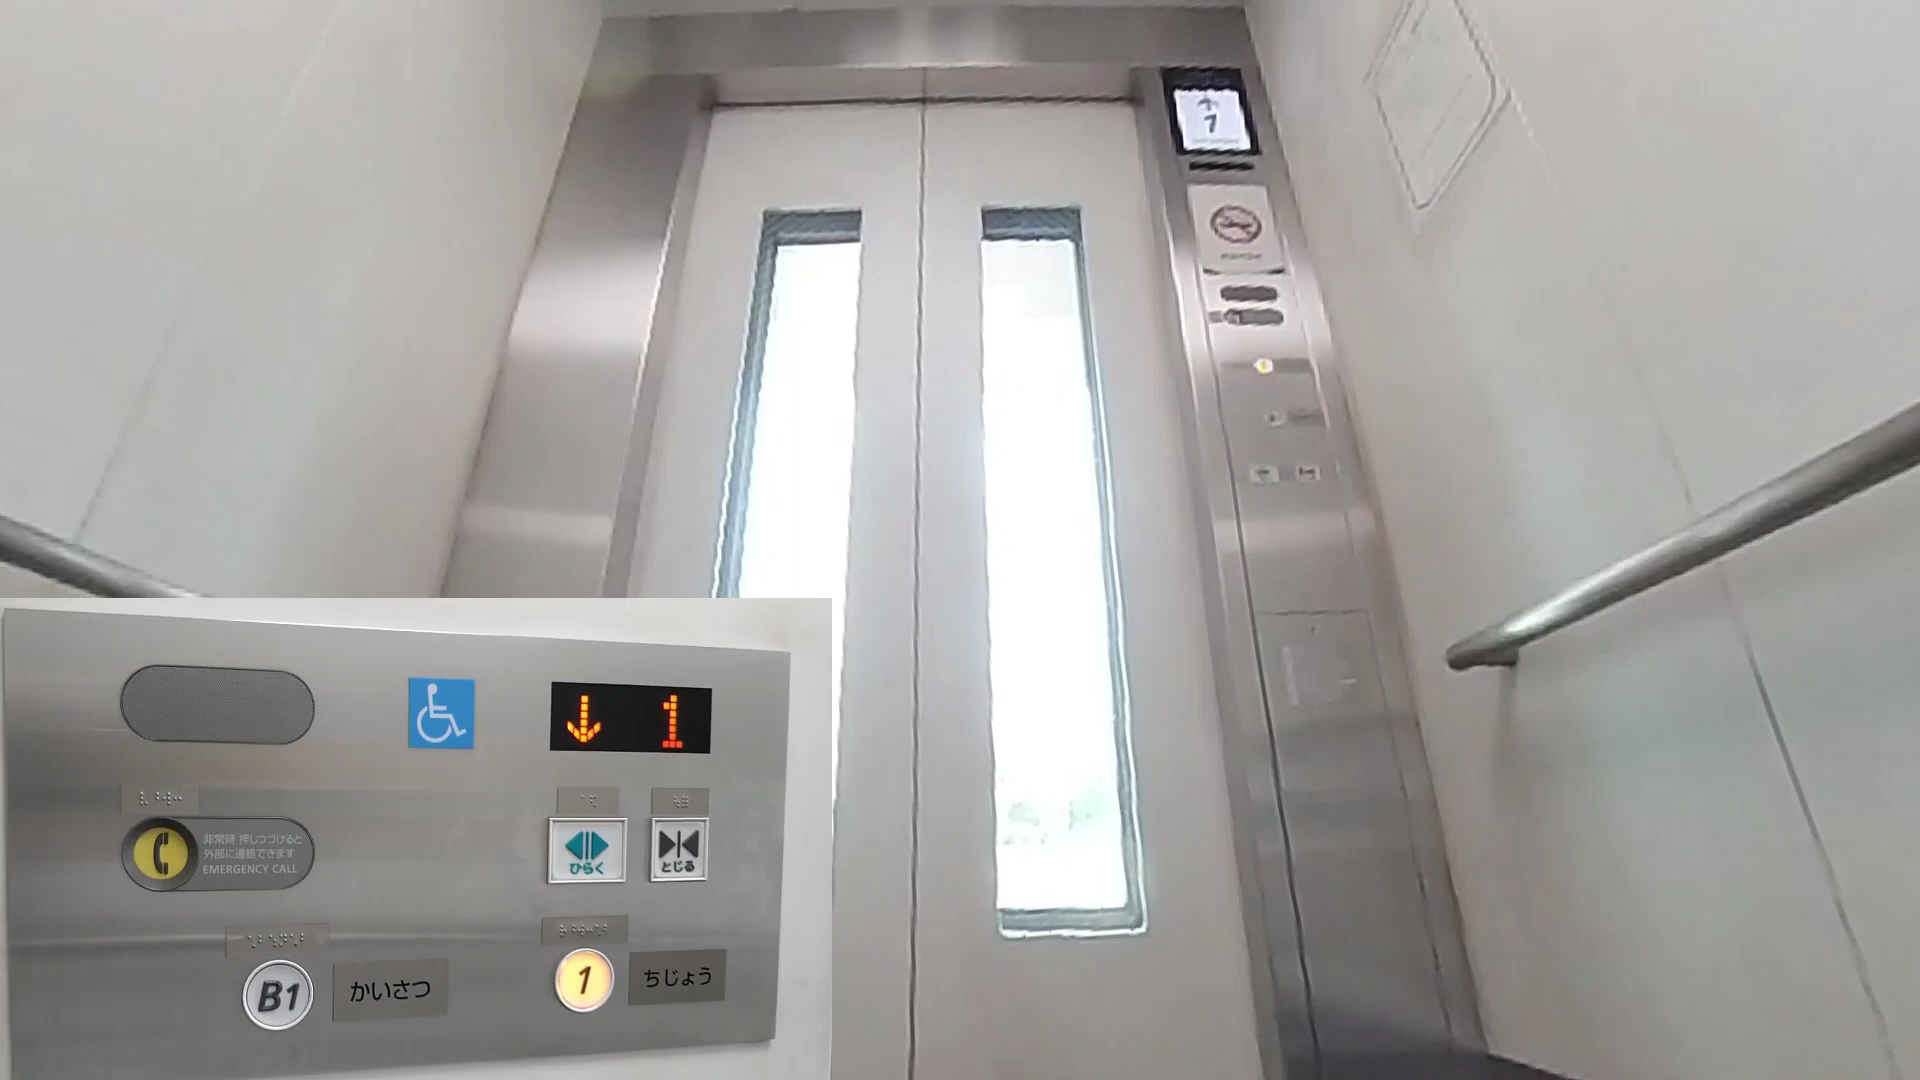 1
1
非常時 押しつづけると
外部に連絡できます
EMERGENCY CALL
ひらく
とじる
B1
かいさつ
1
ちじょう